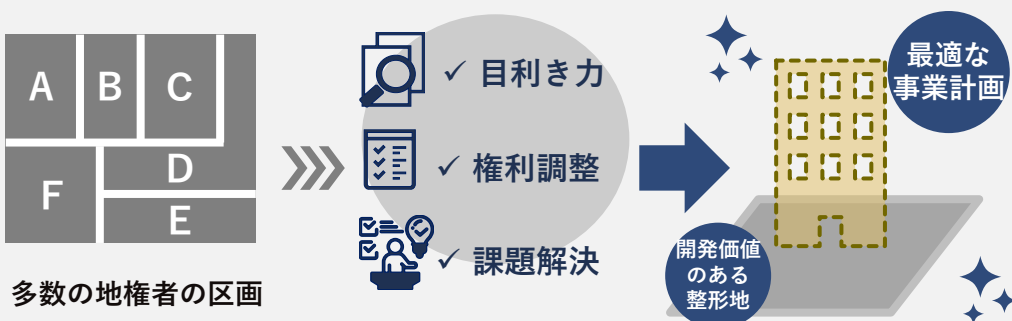 A
B
C
D
E
F
多数の地権者の区画
✓ 目利き力
✓ 権利調整
✓ 課題解決
最適な
事業計画
開発価値
のある
整形地